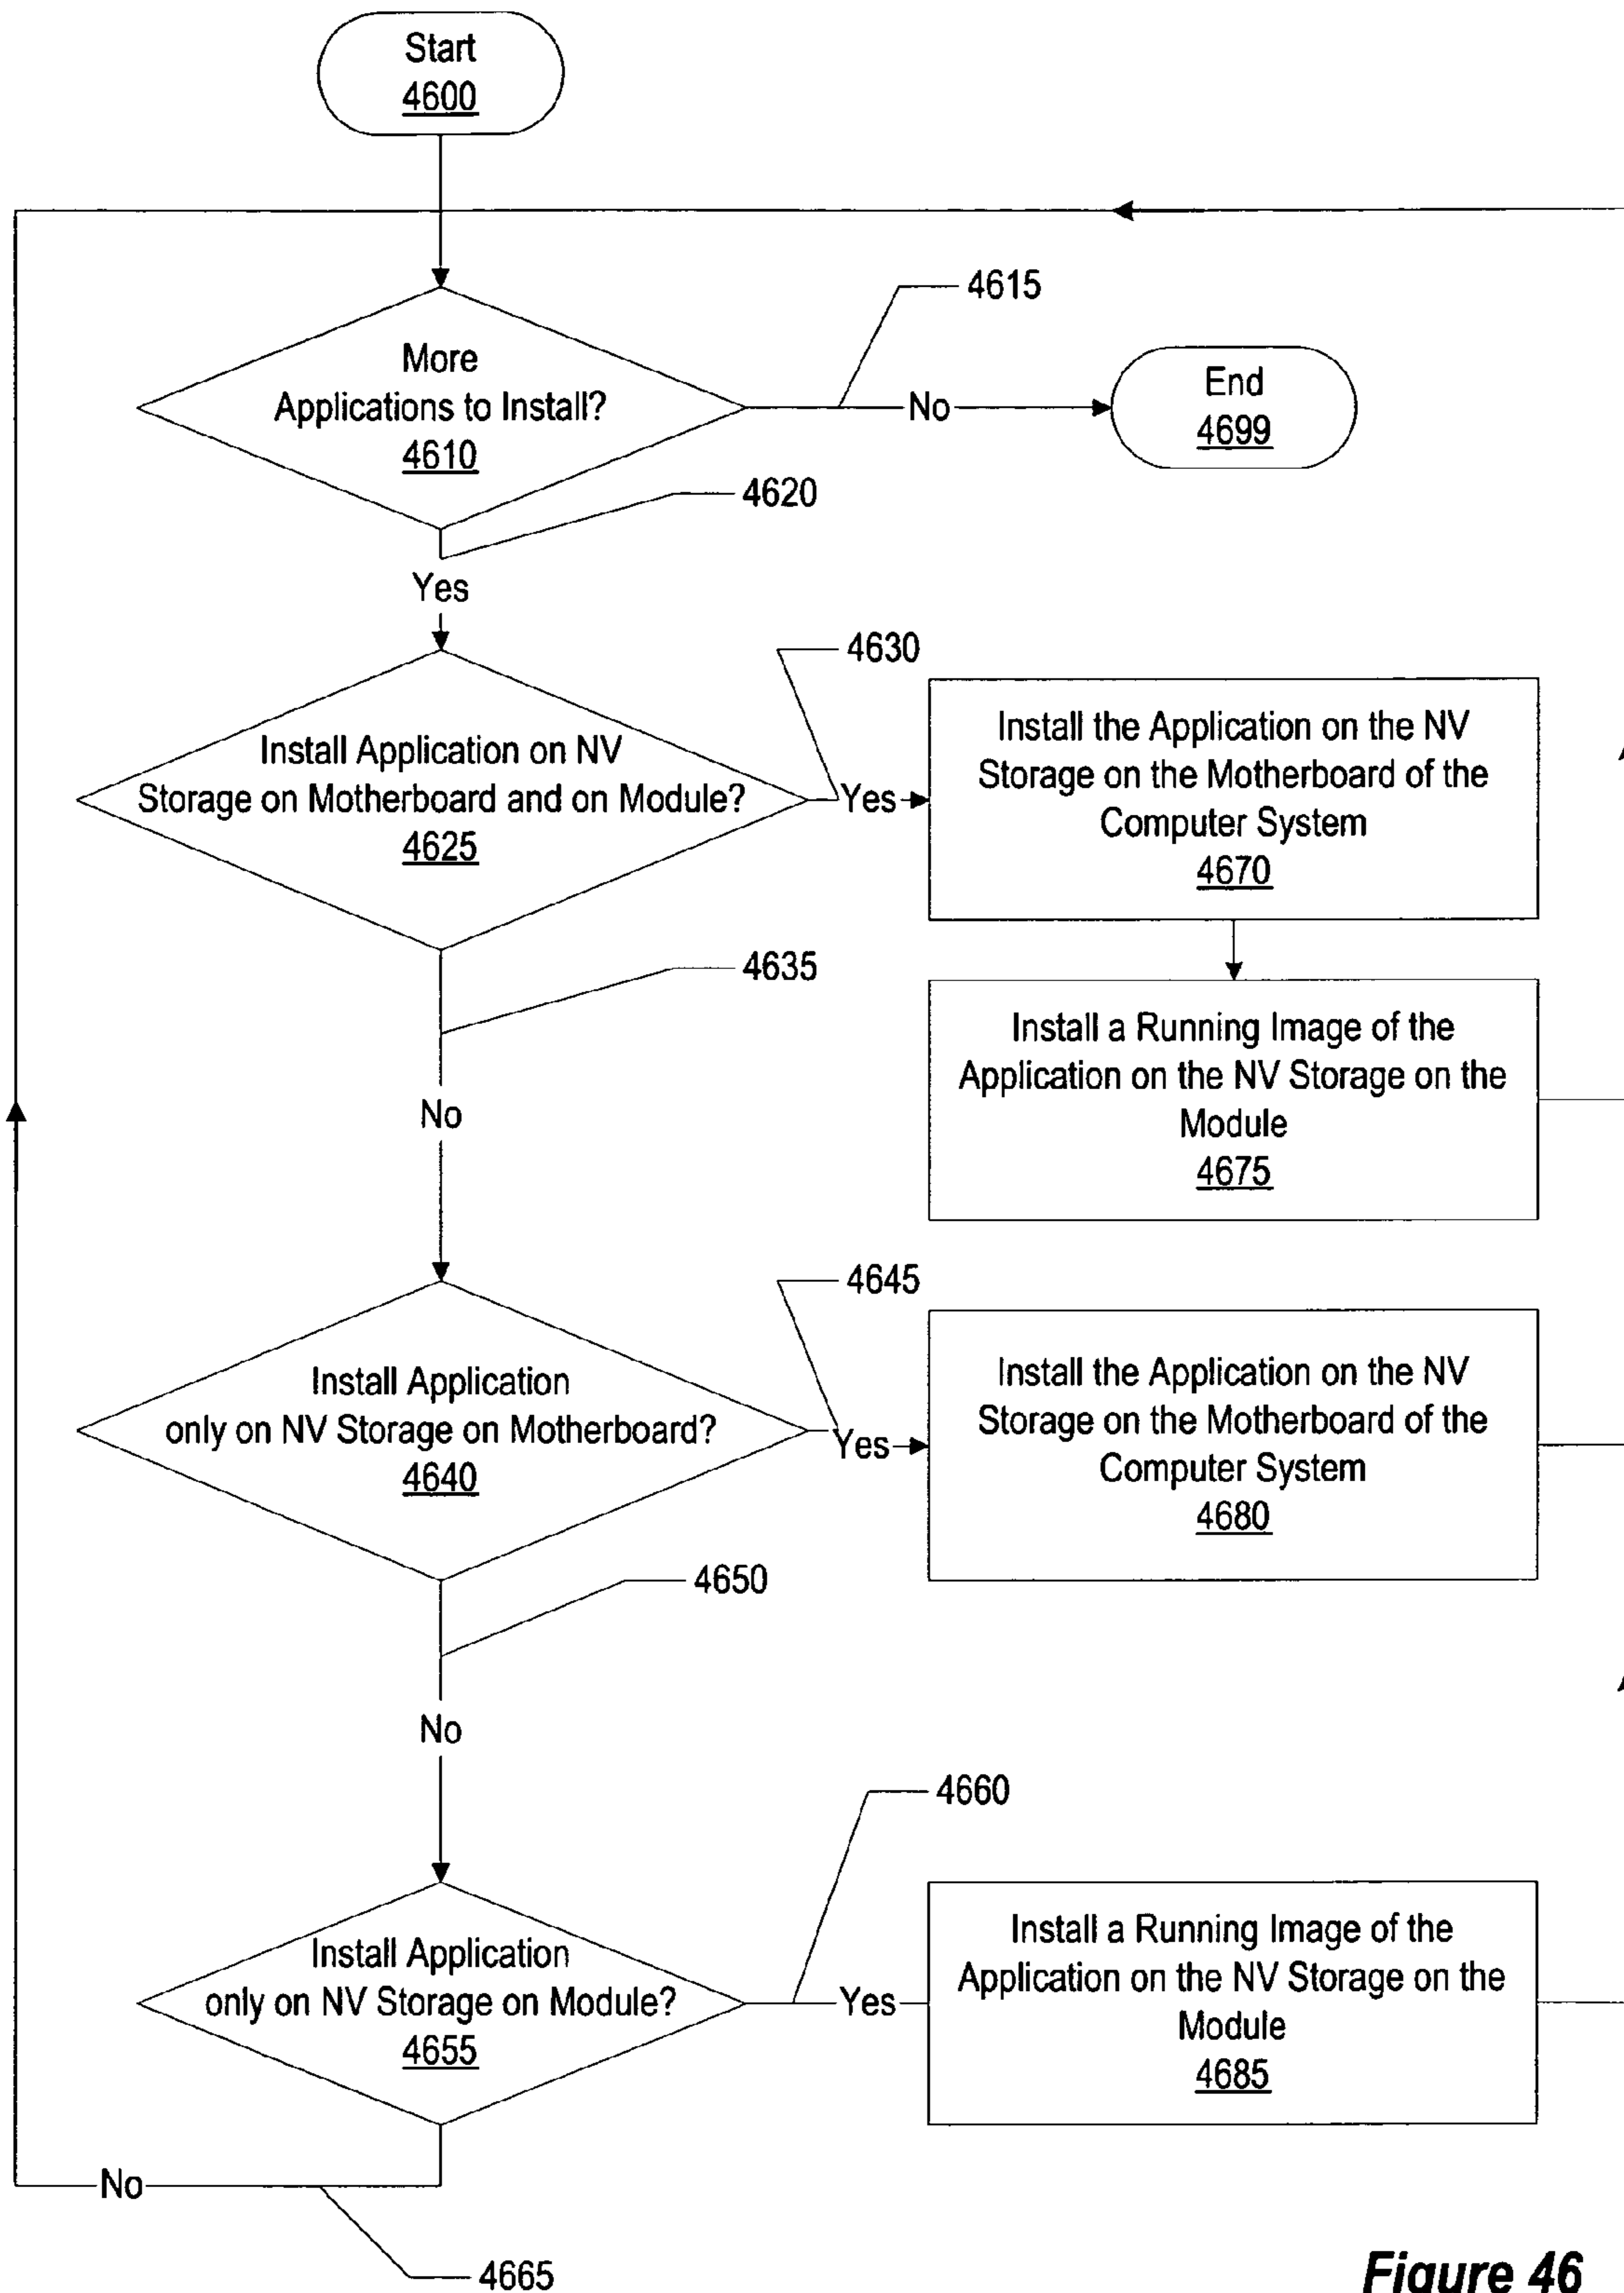 Start
4600
4615
More
Applications to Install?
4610
No
End
4699
4620
Yes
4630
Install Application on NV
Storage on Motherboard and on Module?
4625
Yes
Install the Application on the NV
Storage on the Motherboard of the
Computer System
4670
4635
Install a Running Image of the
Application on the NV Storage on the
Module
4675
No
4645
Install Application
only on NV Storage on Motherboard?
4640
Yes
Install the Application on the NV
Storage on the Motherboard of the
Computer System
4680
4650
No
4660
Install Application
only on NV Storage on Module?
4655
Yes
Install a Running Image of the
Application on the NV Storage on the
Module
4685
No
4665
Figure 46